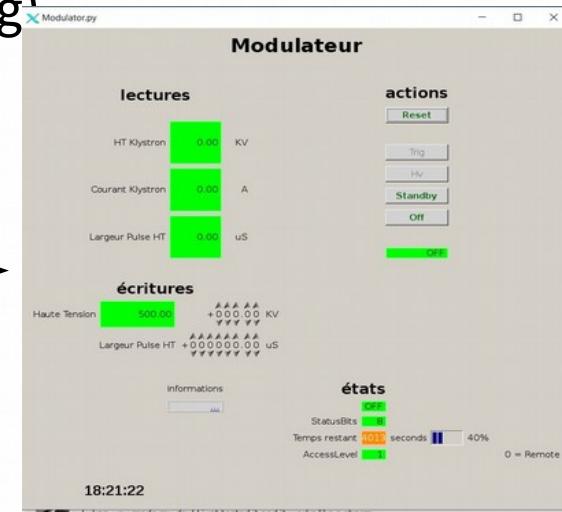 g)
Modulator.py
Modulateur
lectures
HT Klystron 0.00 KV
Courant Klystron 0.00 A
Largeur Pulse HT 0.00 uS
actions
Reset
Trig
Hv
Standby
Off
OFF
écritures
Haute Tension 500.00 +000.00 KV
Largeur Pulse HT +000000.00 uS
informations
...
états
OFF
StatusBits 8
Temps restant 4013 seconds 40%
AccessLevel 1 0 = Remote
18:21:22